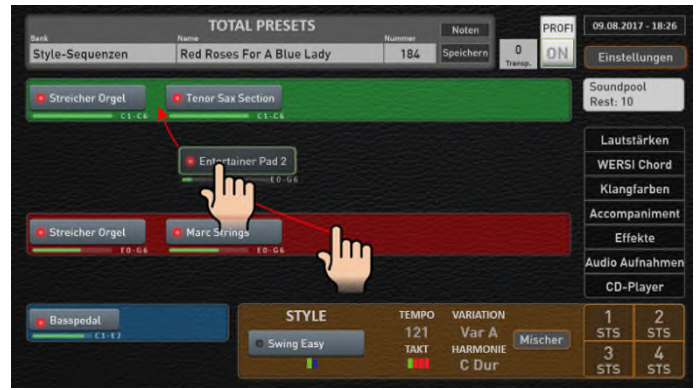 TOTAL PRESETS
Bank Name Nummer
Style-Sequenzen Red Roses For A Blue Lady 184
Noten
Speichern
0
Transp.
PROFI
ON
09.08.2017 - 18:26
Einstellungen
Streicher Orgel Tenor Sax Section
C1-C6 C1-C6
Soundpool
Rest: 10
Entertainer Pad 2
E0-G6
Streicher Orgel Marc Strings
E0-G6 E0-G6
Lautstärken
WERSI Chord
Klangfarben
Accompaniment
Effekte
Audio Aufnahmen
CD-Player
Basspedal
C1-E2
STYLE
Swing Easy
TEMPO
121
TAKT
VARIATION
Var A
HARMONIE
C Dur
Mischer
1 STS
2 STS
3 STS
4 STS